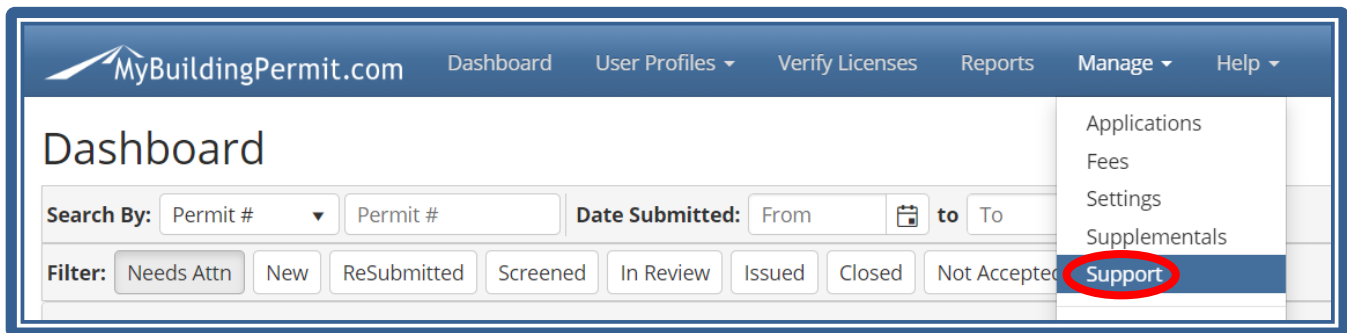 MyBuildingPermit.com Dashboard User Profiles Verify Licenses Reports Manage Help
Applications
Dashboard
Fees
Settings
Search By: Permit # Permit # Date Submitted: From to To
Supplementals
Filter: Needs Attn New ReSubmitted Screened In Review Issued Closed Not Accepted
Support